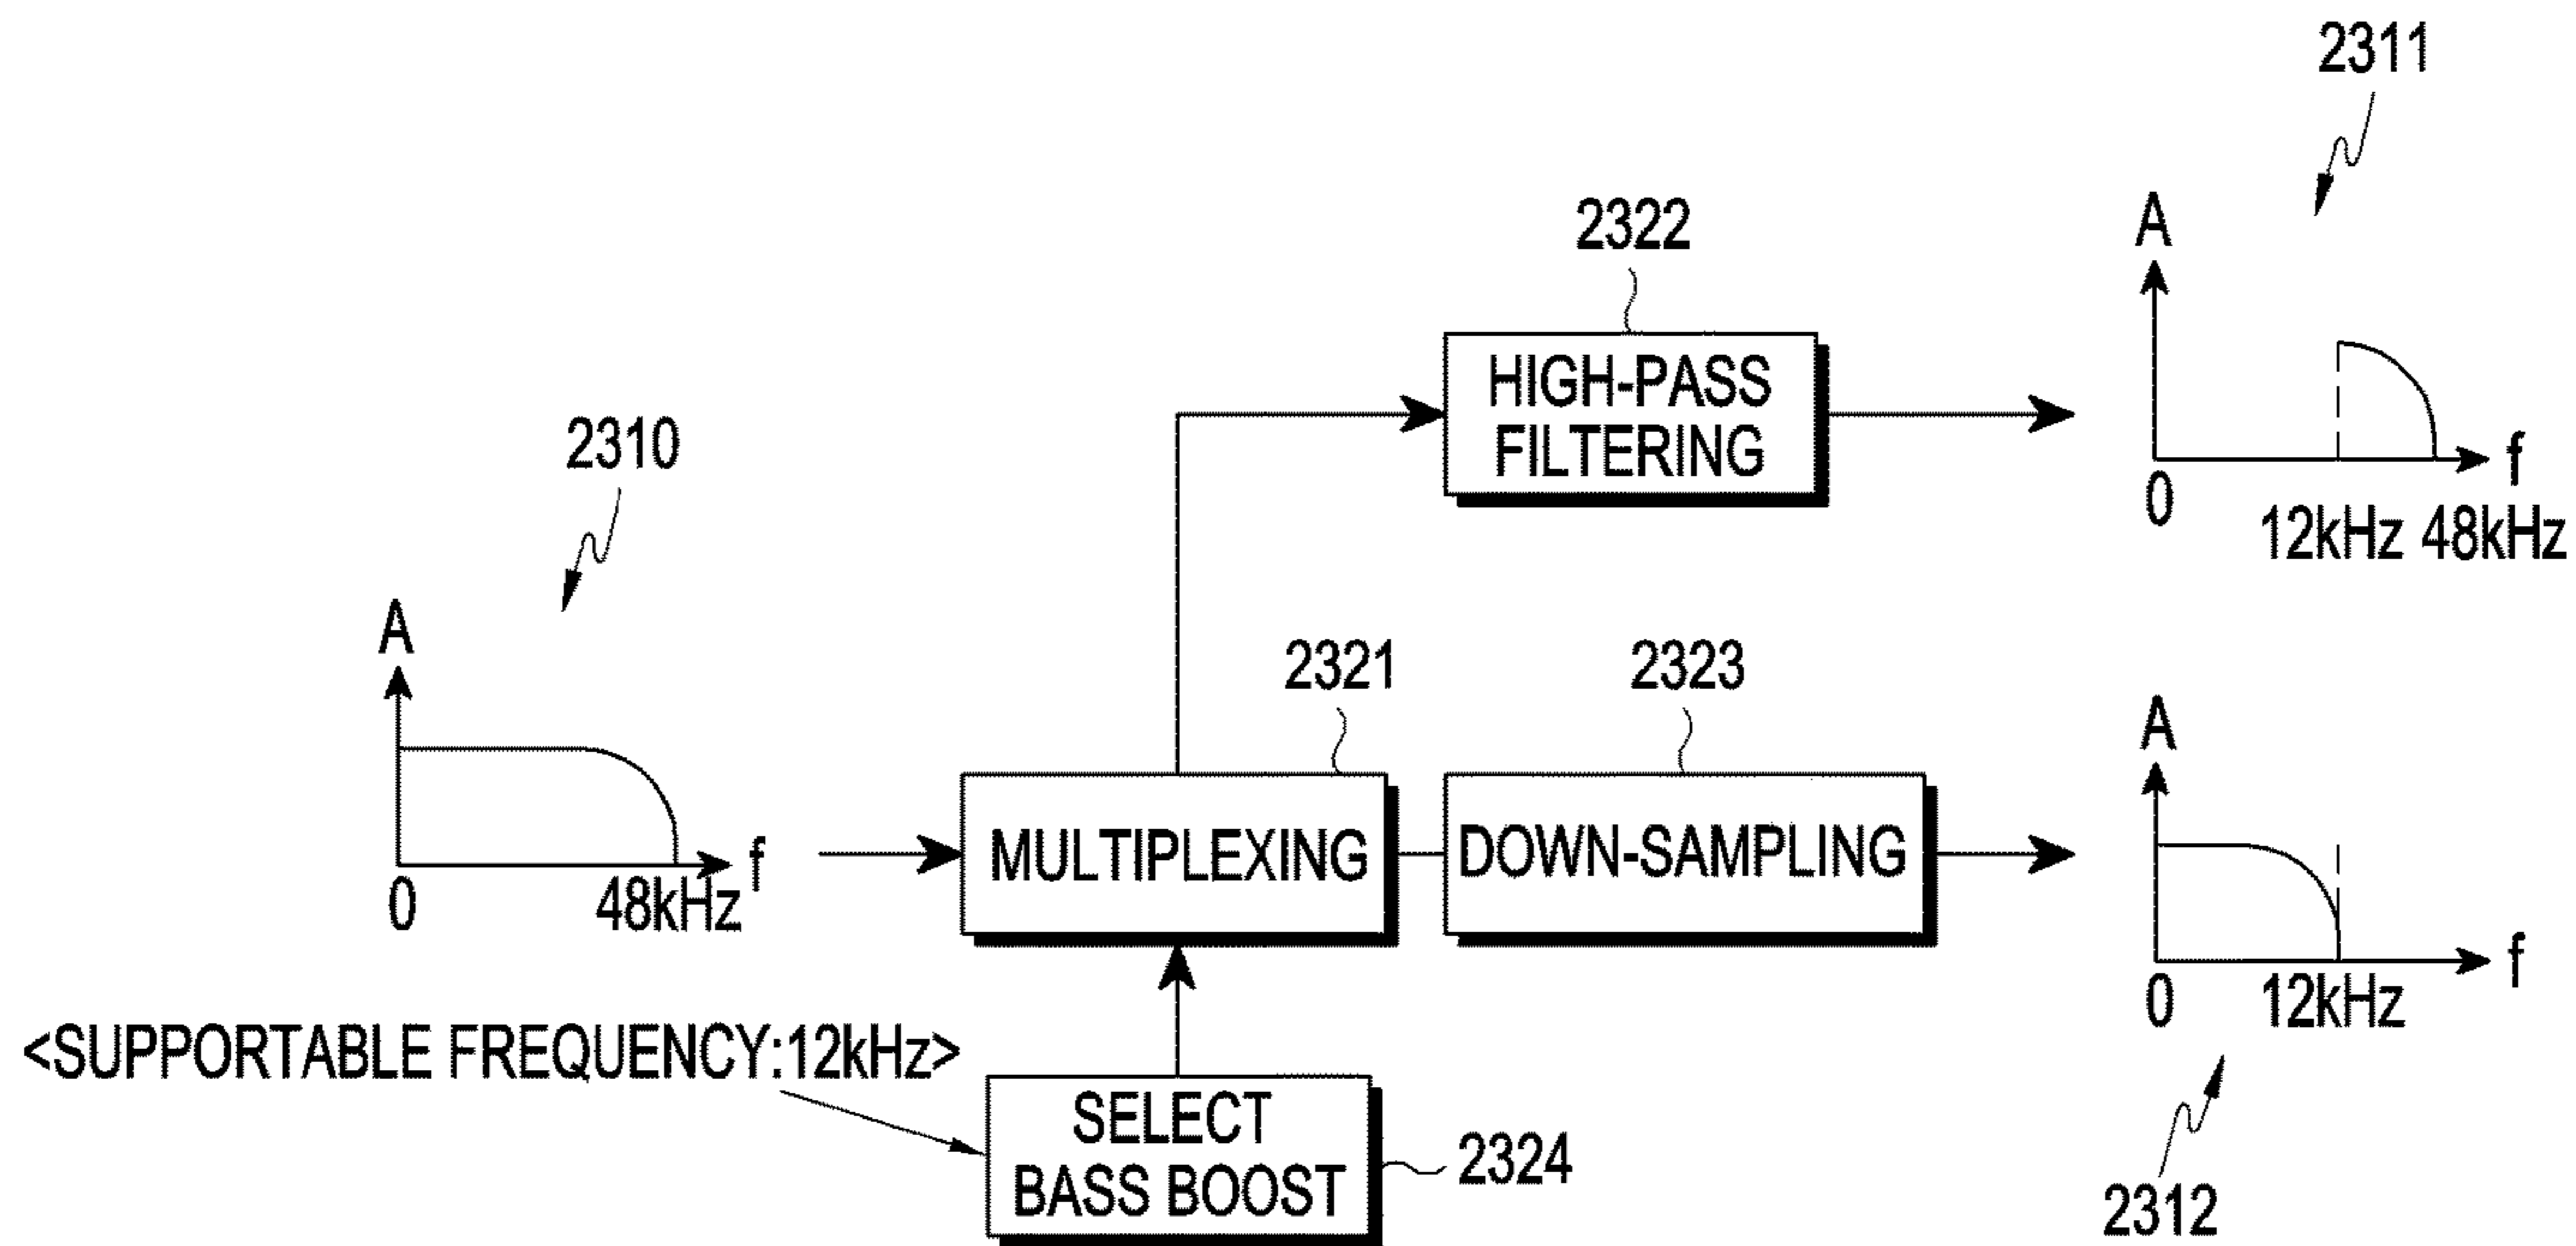 2311
2322
A
HIGH-PASS
FILTERING
f
0
12kHz 48kHz
2310
A
f
0
48kHz
2321
MULTIPLEXING
2323
DOWN-SAMPLING
A
f
0
12kHz
<SUPPORTABLE FREQUENCY:12kHz>
SELECT
BASS BOOST
2324
2312